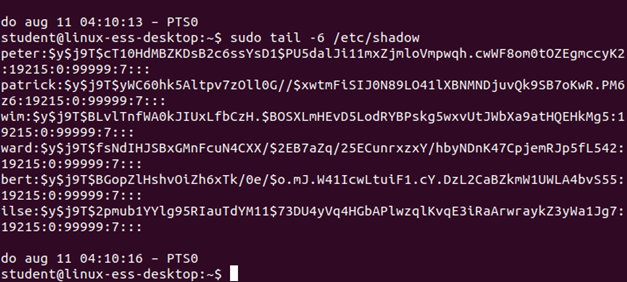 do aug 11 04:10:13 - PTS0
student@linux-ess-desktop:~$ sudo tail -6 /etc/shadow
peter:$y$j9T$cT10HdMBZKDsB2c6ssYsD1$PU5dalJi11mxZjmloVmpwqh.cwWF8om0tOZEgmccyK2
:19215:0:99999:7:::
patrick:$y$j9T$yWC60hk5Altpv7zOll0G//$xwtmFiSIJ0N89LO41lXBNMNDjuvQk9SB7oKwR.PM6
z6:19215:0:99999:7:::
wim:$y$j9T$BLvlTnfWA0kJIUxLfbCzH.$BOSXLmHEvD5LodRYBPskg5wxvUtJWbXa9atHQEHkMg5:1
9215:0:99999:7:::
ward:$y$j9T$fsNdIHJSBxGMnFcuN4CXX/$2EB7aZq/25ECunrxzxY/hbyNDnK47CpjemRJp5fL542:
19215:0:99999:7:::
bert:$y$j9T$BGopZlHshvOiZh6xTk/0e/$o.mJ.W41IcwLtuiF1.cY.DzL2CaBZkmW1UWLA4bvS55:
19215:0:99999:7:::
ilse:$y$j9T$2pmub1YYlg95RIauTdYM11$73DU4yVq4HGbAPlwzqlKvqE3iRaArwraykZ3yWa1Jg7:
19215:0:99999:7:::
do aug 11 04:10:16 - PTS0
student@linux-ess-desktop:~$